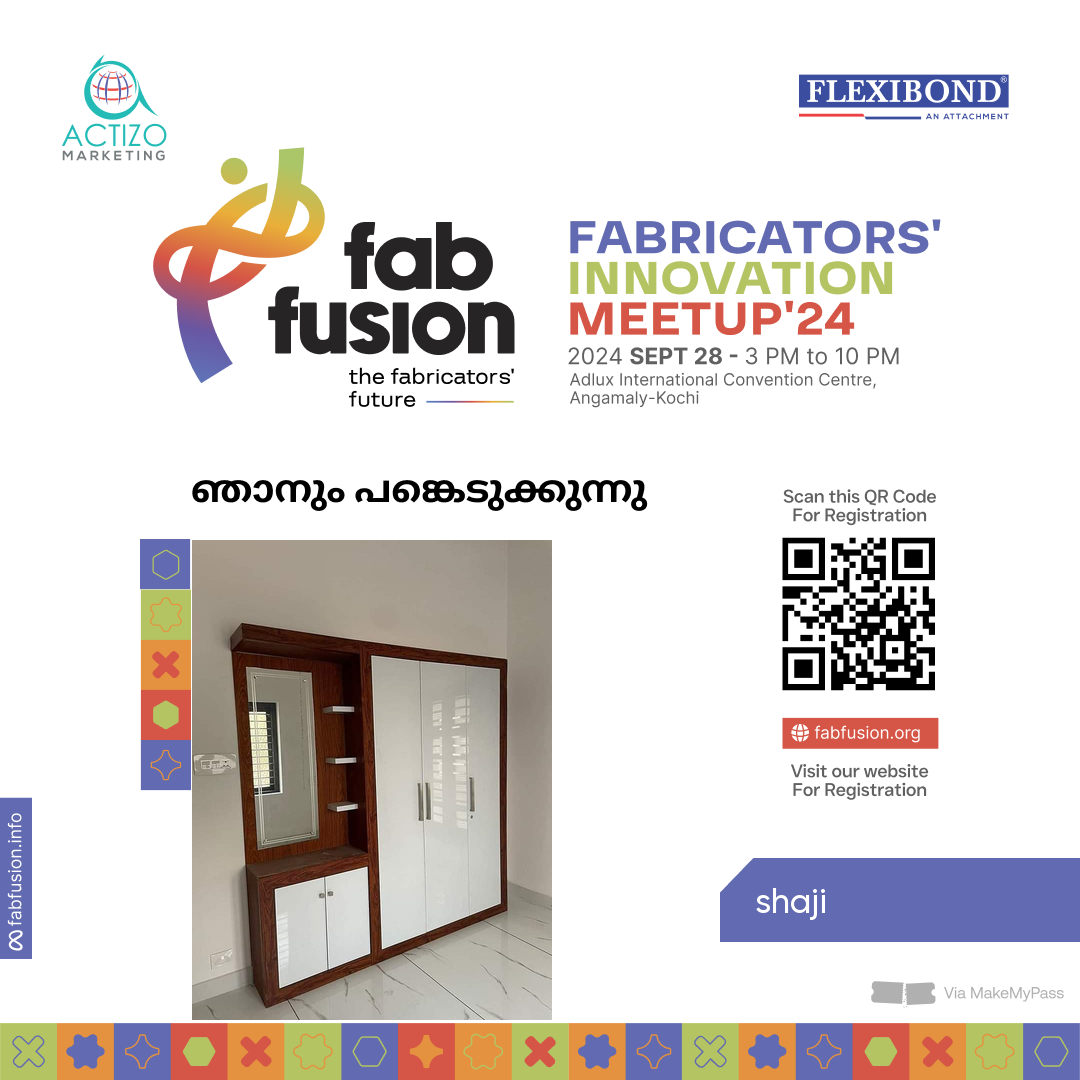 ACTIZO
MARKETING
FLEXIBOND®
AN ATTACHMENT
fab
fusion
the fabricators'
future
FABRICATORS'
INNOVATION
MEETUP'24
2024 SEPT 28 - 3 PM to 10 PM
Adlux International Convention Centre,
Angamaly-Kochi
ഞാനും പങ്കെടുക്കുന്നു
Scan this QR Code
For Registration
fabfusion.org
Visit our website
For Registration
fabfusion.info
shaji
Via MakeMyPass